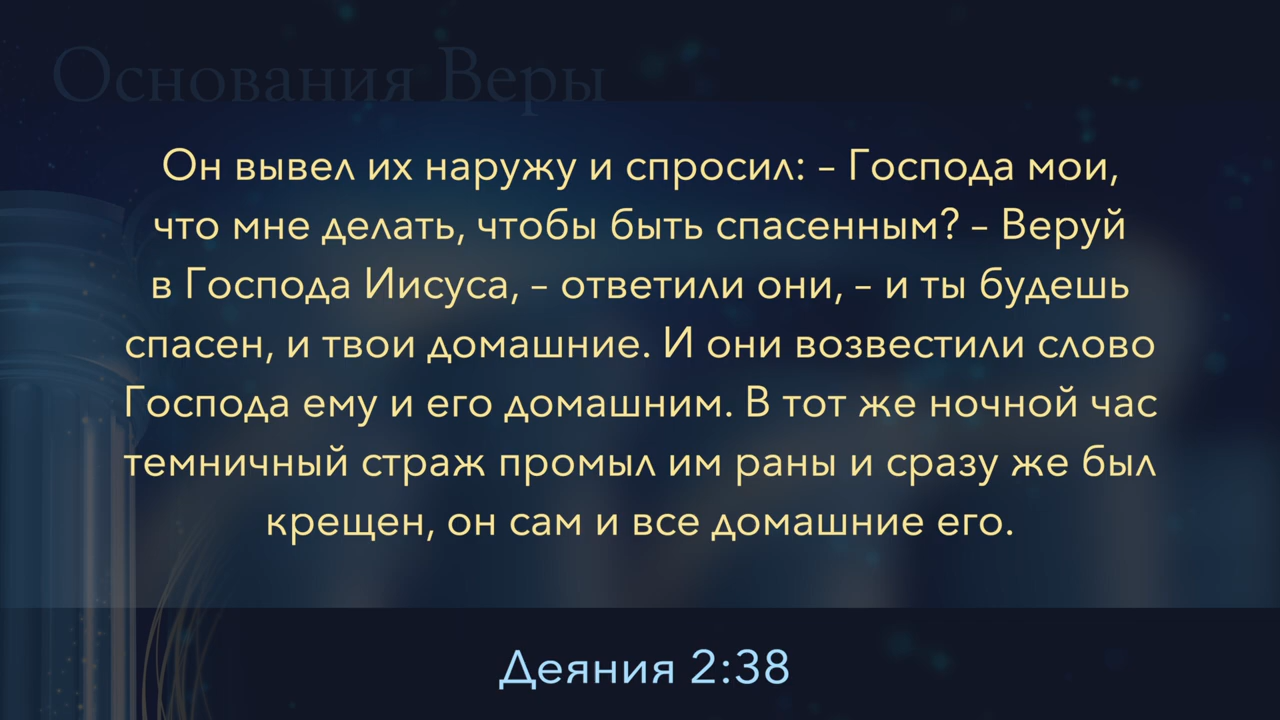 Основания Веры
Он вывел их наружу и спросил: – Господа мои,
что мне делать, чтобы быть спасенным? – Веруй
в Господа Иисуса, – ответили они, – и ты будешь
спасен, и твои домашние. И они возвестили слово
Господа ему и его домашним. В тот же ночной час
темничный страж промыл им раны и сразу же был
крещен, он сам и все домашние его.
Деяния 2:38